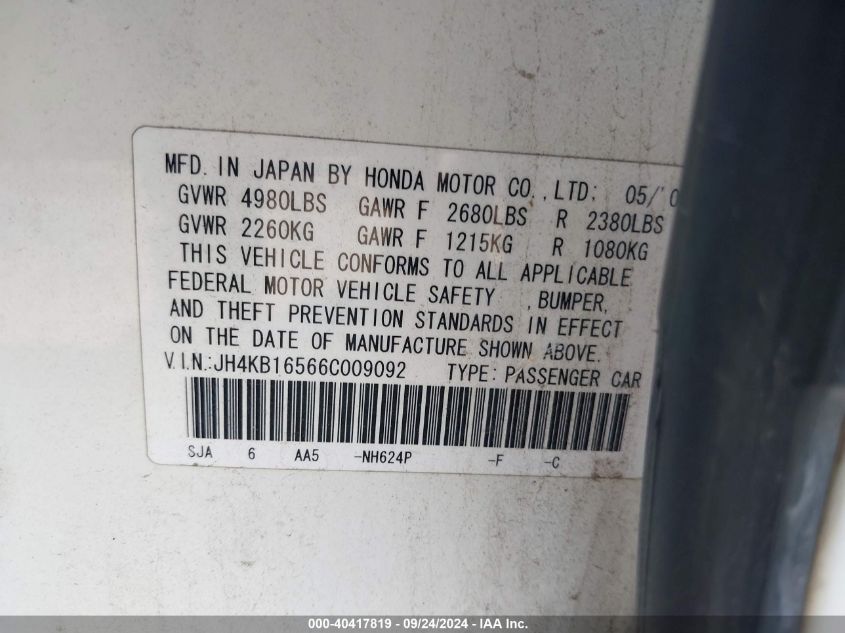 MFD. IN JAPAN BY HONDA MOTOR CO., LTD; 05/'0
GVWR 4980LBS GAWR F 2680LBS R 2380LBS
GVWR 2260KG GAWR F 1215KG R 1080KG
THIS VEHICLE CONFORMS TO ALL APPLICABLE
FEDERAL MOTOR VEHICLE SAFETY , BUMPER,
AND THEFT PREVENTION STANDARDS IN EFFECT
ON THE DATE OF MANUFACTURE SHOWN ABOVE.
V.I.N.:JH4KB16566C009092 TYPE: PASSENGER CAR
SJA 6 AA5 -NH624P -F -C
000-40417819 - 09/24/2024 - IAA Inc.